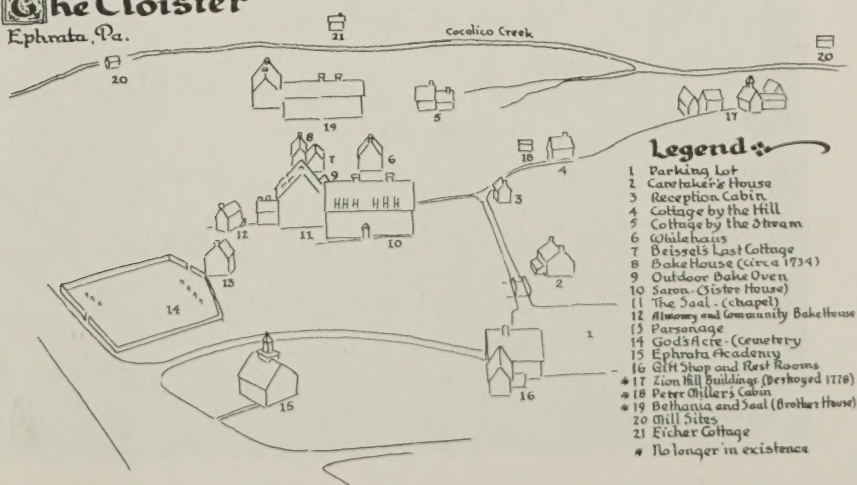 The Cloister
Ephrata, Pa.
21
Cocalico Creek
20
20
19
5
17
8
7
6
9
18
4
3
12
11
10
13
2
14
1
15
16
Legend
1 Parking Lot
2 Caretaker's House
3 Reception Cabin
4 Cottage by the Hill
5 Cottage by the Stream
6 Whitehaus
7 Beissel's Last Cottage
8 Bake House (circa 1734)
9 Outdoor Bake Oven
10 Saron-(Sister House)
11 The Saal-(chapel)
12 Almonry and Community Bake House
13 Parsonage
14 God's Acre-(cemetery
15 Ephrata Academy
16 Gift Shop and Rest Rooms
* 17 Zion Hill Buildings (Destroyed 1778)
* 18 Peter Miller's Cabin
* 19 Bethania and Saal (Brother House)
20 Mill Sites
21 Eicher Cottage
* No longer in existence